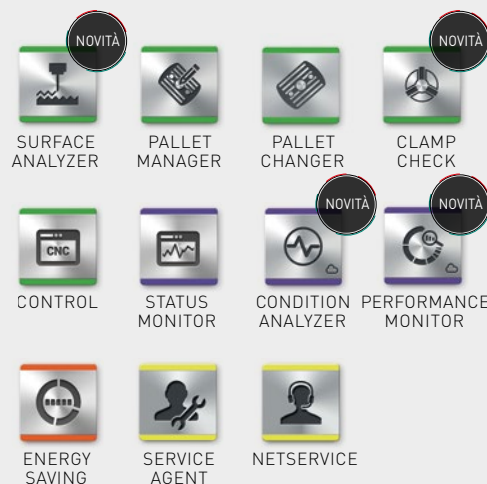 NOVITÀ
NOVITÀ
SURFACE
ANALYZER
PALLET
MANAGER
PALLET
CHANGER
CLAMP
CHECK
NOVITÀ
NOVITÀ
CNC
CONTROL
STATUS
MONITOR
CONDITION
ANALYZER
PERFORMANCE
MONITOR
ENERGY
SAVING
SERVICE
AGENT
NETSERVICE